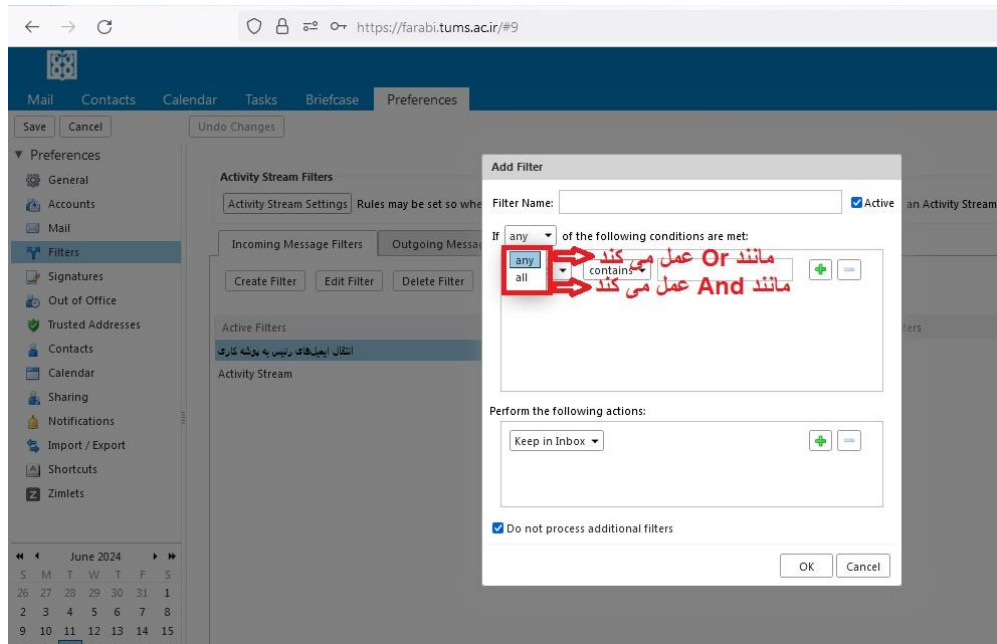 https://farabi.tums.ac.ir/#9
Mail Contacts Calendar Tasks Briefcase Preferences
Save Cancel Undo Changes
Preferences
General
Accounts
Mail
Filters
Signatures
Out of Office
Trusted Addresses
Contacts
Calendar
Sharing
Notifications
Import / Export
Shortcuts
Zimlets
June 2024
S M T W T F S
26 27 28 29 30 31 1
2 3 4 5 6 7 8
9 10 11 12 13 14 15
Activity Stream Filters
Activity Stream Settings Rules may be set so whe
an Activity Stream
Incoming Message Filters Outgoing Messag
Create Filter Edit Filter Delete Filter
Active Filters
ters
انتقال ایمیل‌های رئیس به پوشه کاری
Activity Stream
Add Filter
Filter Name: Active
If any of the following conditions are met:
any
مانند Or عمل می کند
contains
all
مانند And عمل می کند
Perform the following actions:
Keep in Inbox
Do not process additional filters
OK Cancel